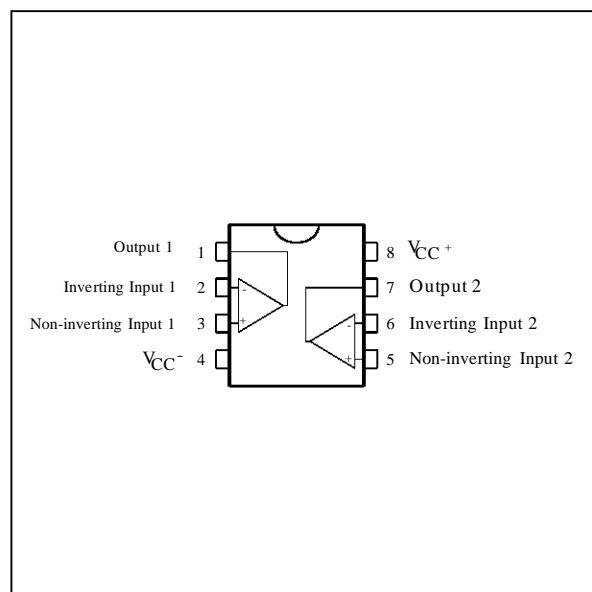 Output 1 1
Inverting Input 1 2 -
Non-inverting Input 1 3 +
VCC- 4
8 VCC+
7 Output 2
- 6 Inverting Input 2
+ 5 Non-inverting Input 2